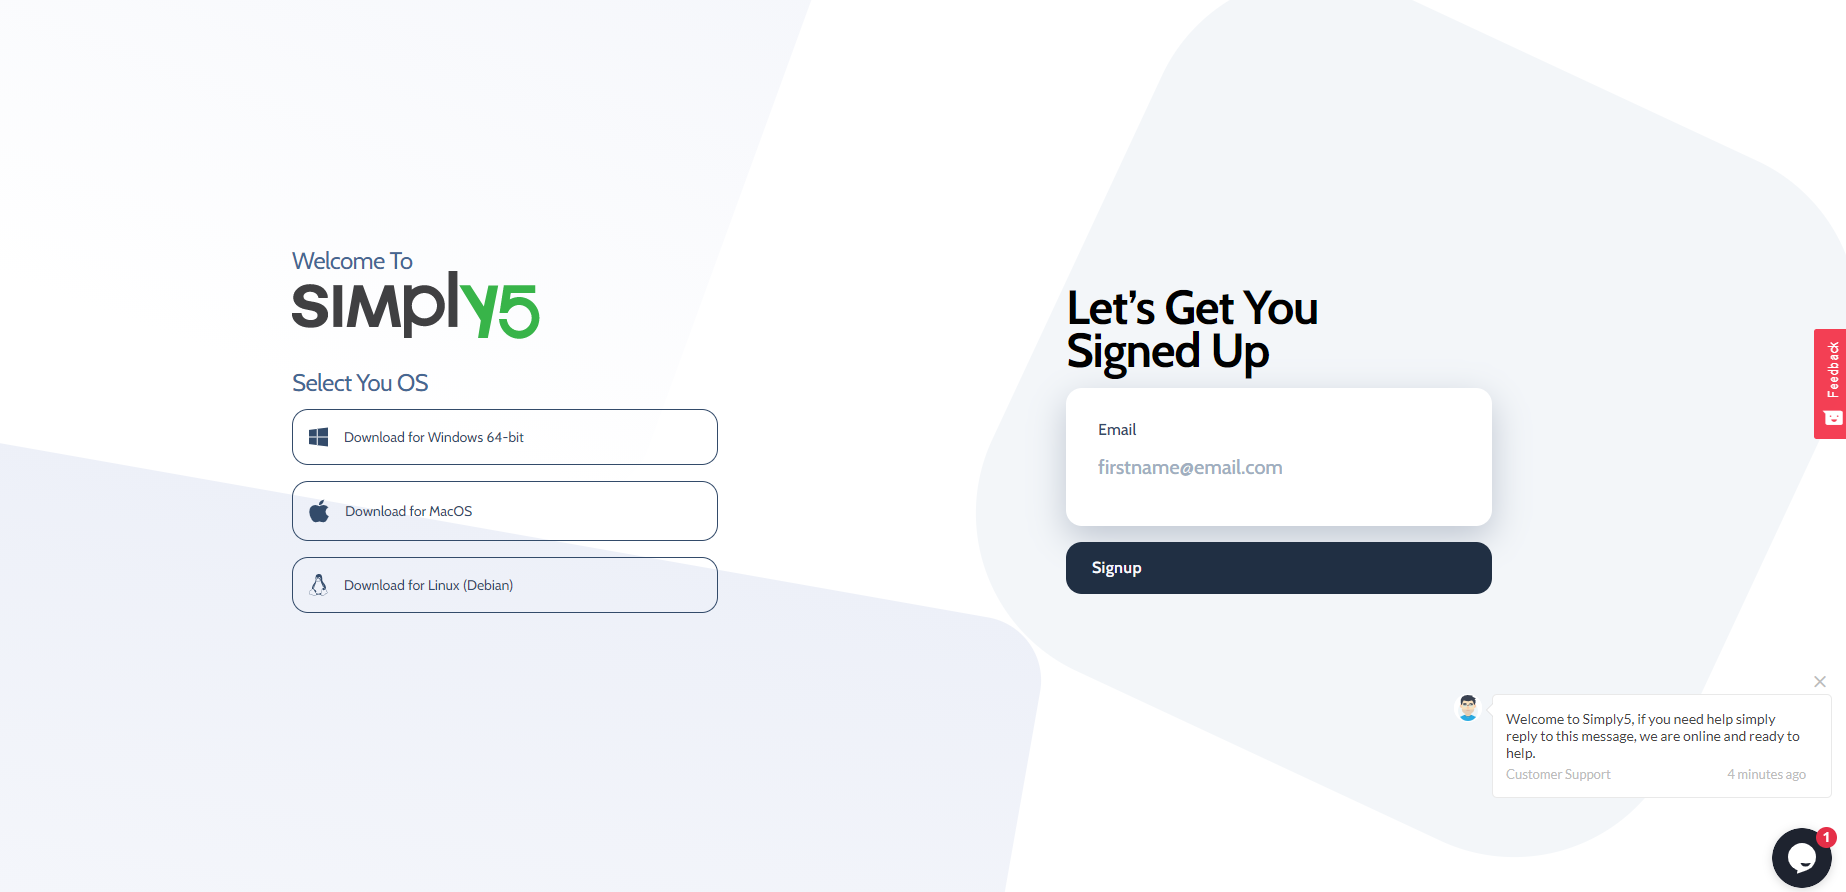 Welcome To
sımply5
Select You OS
Download for Windows 64-bit
Download for MacOS
Download for Linux (Debian)
Let's Get You
Signed Up
Email
firstname@email.com
Signup
Feedback
Welcome to Simply5, if you need help simply
reply to this message, we are online and ready to
help.
Customer Support 4 minutes ago
1